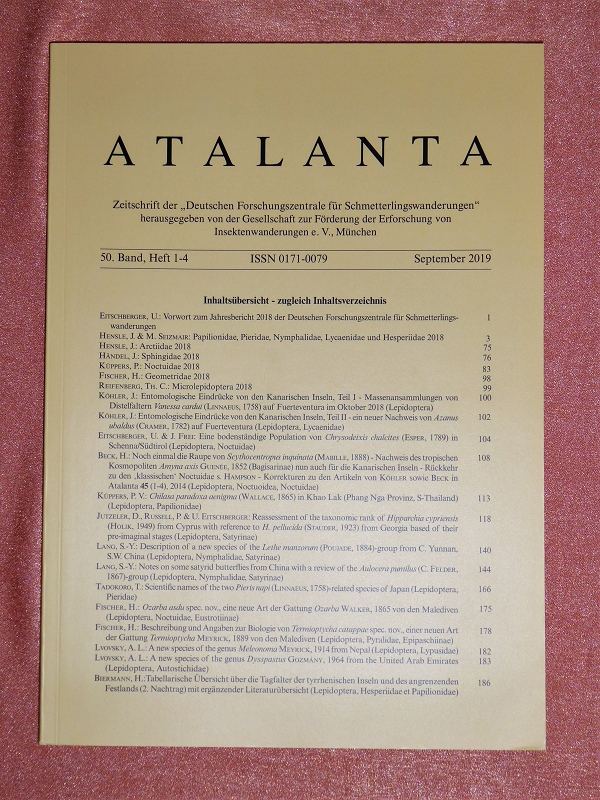 ATALANTA
Zeitschrift der „Deutschen Forschungszentrale für Schmetterlingswanderungen“
herausgegeben von der Gesellschaft zur Förderung der Erforschung von
Insektenwanderungen e. V., München
50. Band, Heft 1-4 ISSN 0171-0079 September 2019
Inhaltsübersicht - zugleich Inhaltsverzeichnis
EITSCHBERGER, U.: Vorwort zum Jahresbericht 2018 der Deutschen Forschungszentrale für Schmetterlings- 1
wanderungen
HENSLE, J. & M. SEIZMAIR: Papilionidae, Pieridae, Nymphalidae, Lycaenidae und Hesperiidae 2018 3
HENSLE, J.: Arctiidae 2018 75
HÄNDEL, J.: Sphingidae 2018 76
KÜPPERS, P.: Noctuidae 2018 83
FISCHER, H.: Geometridae 2018 98
REIFENBERG, TH. C.: Microlepidoptera 2018 99
KÖHLER, J.: Entomologische Eindrücke von den Kanarischen Inseln, Teil I - Massenansammlungen von 100
Distelfaltern Vanessa cardui (LINNAEUS, 1758) auf Fuerteventura im Oktober 2018 (Lepidoptera)
KÖHLER, J.: Entomologische Eindrücke von den Kanarischen Inseln, Teil II - ein neuer Nachweis von Azanus 102
ubaldus (CRAMER, 1782) auf Fuerteventura (Lepidoptera, Lycaenidae)
EITSCHBERGER, U. & J. FREI: Eine bodenständige Population von Chrysodeixis chalcites (ESPER, 1789) in 104
Schenna/Südtirol (Lepidoptera, Noctuidae)
BECK, H.: Noch einmal die Raupe von Scythocentropus inquinata (MABILLE, 1888) - Nachweis des tropischen 108
Kosmopoliten Amyna axis GUENÉE, 1852 (Bagisarinae) nun auch für die Kanarischen Inseln - Rückkehr
zu den ‚klassischen‘ Noctuidae s. HAMPSON - Korrekturen zu den Artikeln von KÖHLER sowie BECK in
Atalanta 45 (1-4), 2014 (Lepidoptera, Noctuoidea, Noctuidae)
KÜPPERS, P. V.: Chilasa paradoxa aenigma (WALLACE, 1865) in Khao Lak (Phang Nga Provinz, S-Thailand) 113
(Lepidoptera, Papilionidae)
JUTZELER, D., RUSSELL, P. & U. EITSCHBERGER: Reassessment of the taxonomic rank of Hipparchia cypriensis 118
(HOLIK, 1949) from Cyprus with reference to H. pellucida (STAUDER, 1923) from Georgia based of their
pre-imaginal stages (Lepidoptera, Satyrinae)
LANG, S.-Y.: Description of a new species of the Lethe manzorum (POUJADE, 1884)-group from C. Yunnan, 140
S.W. China (Lepidoptera, Nymphalidae, Satyrinae)
LANG, S.-Y.: Notes on some satyrid butterflies from China with a review of the Aulocera pumilus (C. FELDER, 144
1867)-group (Lepidoptera, Nymphalidae, Satyrinae)
TADOKORO, T.: Scientific names of the two Pieris napi (LINNAEUS, 1758)-related species of Japan (Lepidoptera, 166
Pieridae)
FISCHER, H.: Ozarba asdu spec. nov., eine neue Art der Gattung Ozarba WALKER, 1865 von den Malediven 175
(Lepidoptera, Noctuidae, Eustrotiinae)
FISCHER, H.: Beschreibung und Angaben zur Biologie von Termioptycha catappae spec. nov., einer neuen Art 178
der Gattung Termioptycha MEYRICK, 1889 von den Malediven (Lepidoptera, Pyralidae, Epipaschiinae)
LVOVSKY, A. L.: A new species of the genus Meleonoma MEYRICK, 1914 from Nepal (Lepidoptera, Lypusidae) 182
LVOVSKY, A. L.: A new species of the genus Dysspastus GOZMÁNY, 1964 from the United Arab Emirates 183
(Lepidoptera, Autostichidae)
BIERMANN, H.:Tabellarische Übersicht über die Tagfalter der tyrrhenischen Inseln und des angrenzenden 186
Festlands (2. Nachtrag) mit ergänzender Literaturübersicht (Lepidoptera, Hesperiidae et Papilionidae)